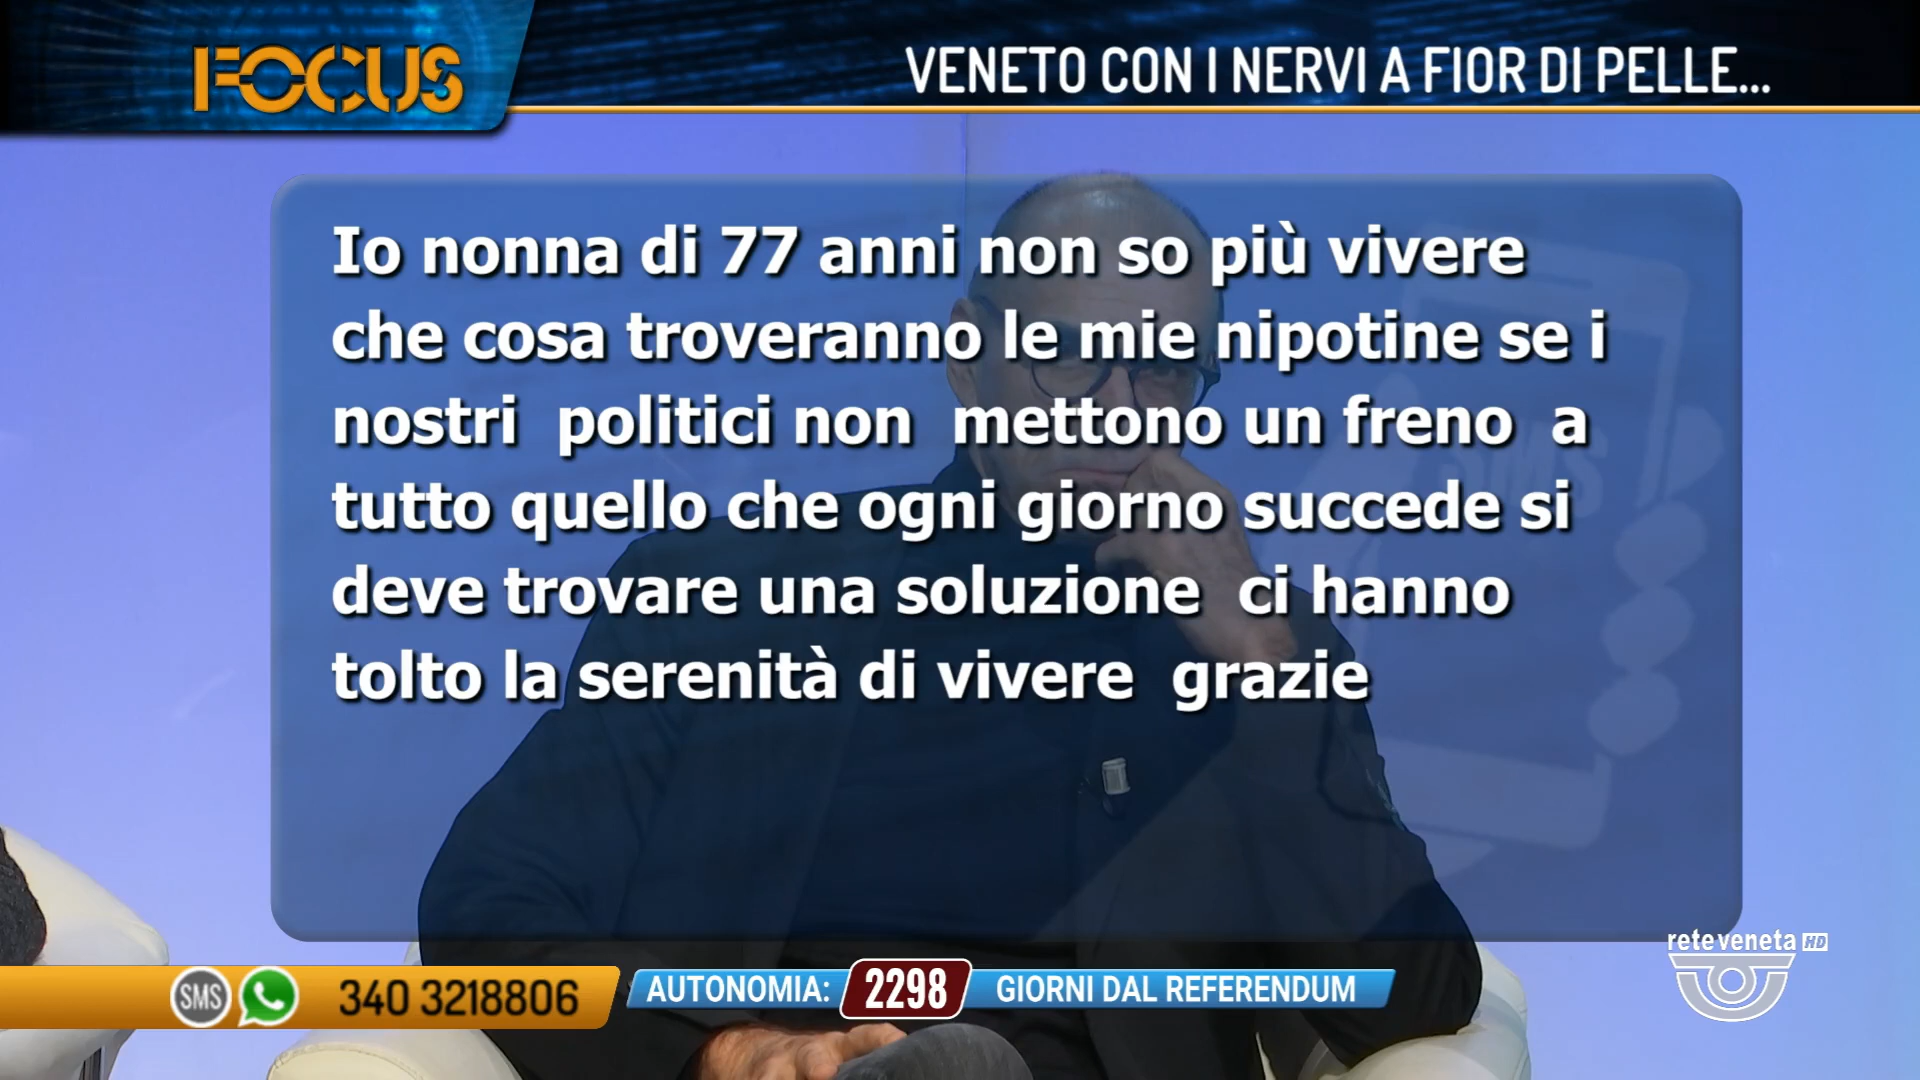 FOCUS
VENETO CON I NERVI A FIOR DI PELLE...
Io nonna di 77 anni non so più vivere
che cosa troveranno le mie nipotine se i
nostri  politici non  mettono un freno  a
tutto quello che ogni giorno succede si
deve trovare una soluzione  ci hanno
tolto la serenità di vivere  grazie
SMS
reteveneta HD
SMS 340 3218806 AUTONOMIA: 2298 GIORNI DAL REFERENDUM